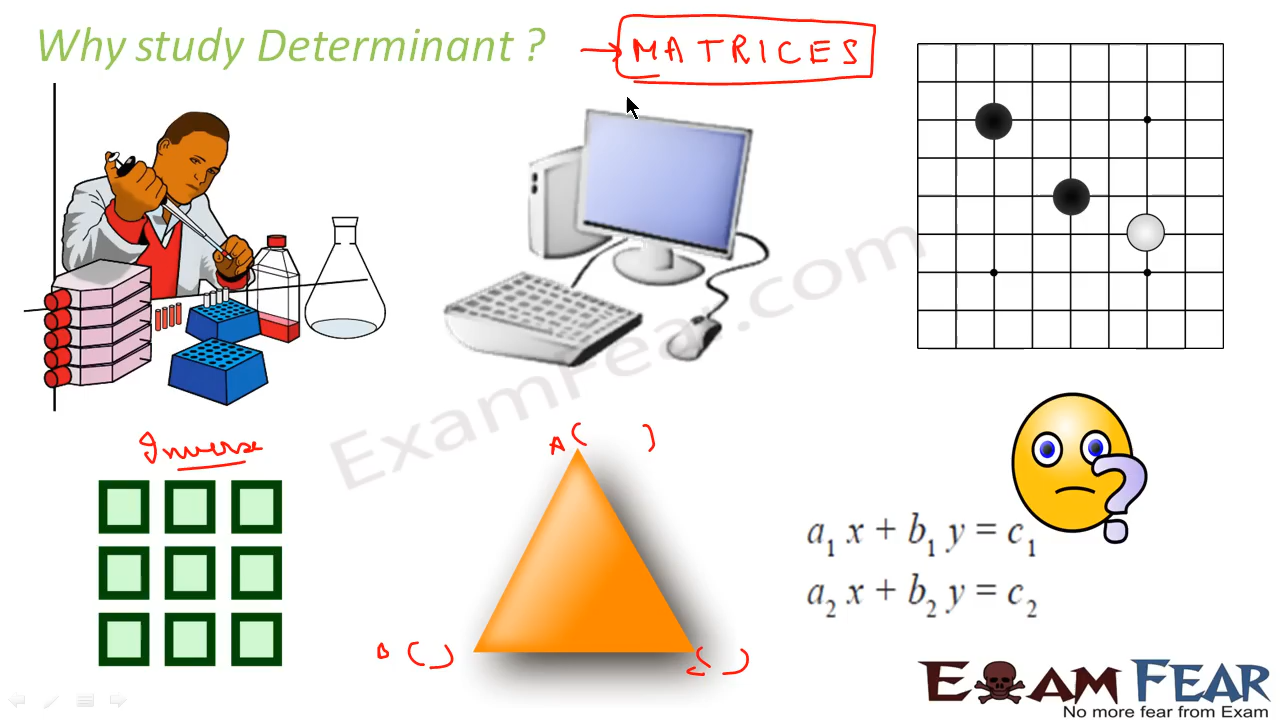 Why study Determinant ? → MATRICES
ExamFear.com
Inverse
A (   )
B (   )   C (   )
a₁ x + b₁ y = c₁
a₂ x + b₂ y = c₂
?
EXAM FEAR
No more fear from Exam